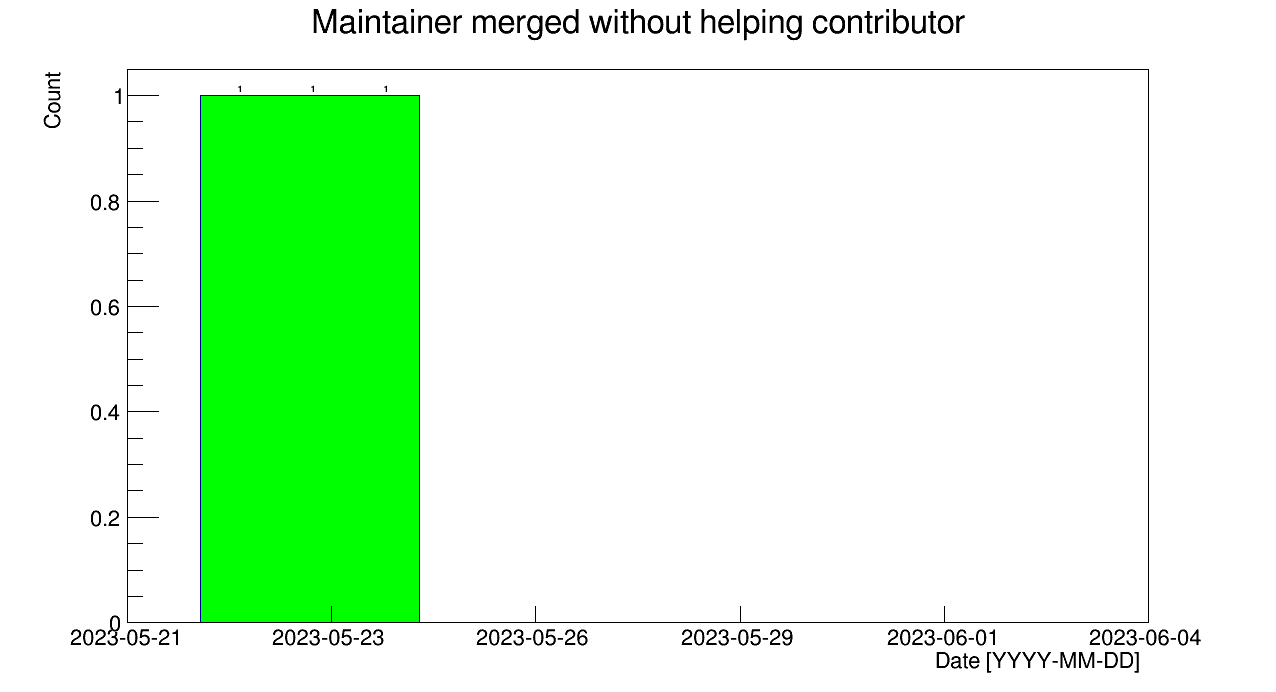 Maintainer merged without helping contributor
Count
1 1 1
1
0.8
0.6
0.4
0.2
0
2023-05-21 2023-05-23 2023-05-26 2023-05-29 2023-06-01 2023-06-04
Date [YYYY-MM-DD]